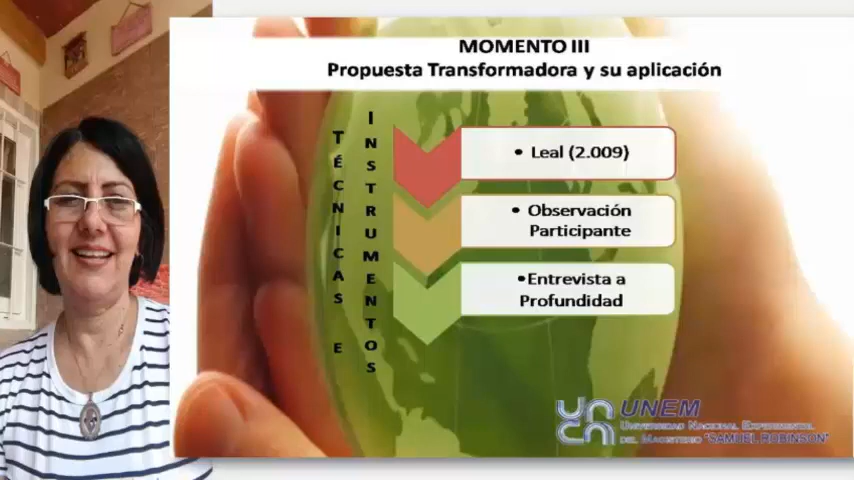 MOMENTO III
Propuesta Transformadora y su aplicación
TÉCNICAS E
INSTRUMENTOS
• Leal (2.009)
• Observación
Participante
•Entrevista a
Profundidad
UNEM
UNIVERSIDAD NACIONAL EXPERIMENTAL
DEL MAGISTERIO "SAMUEL ROBINSON"